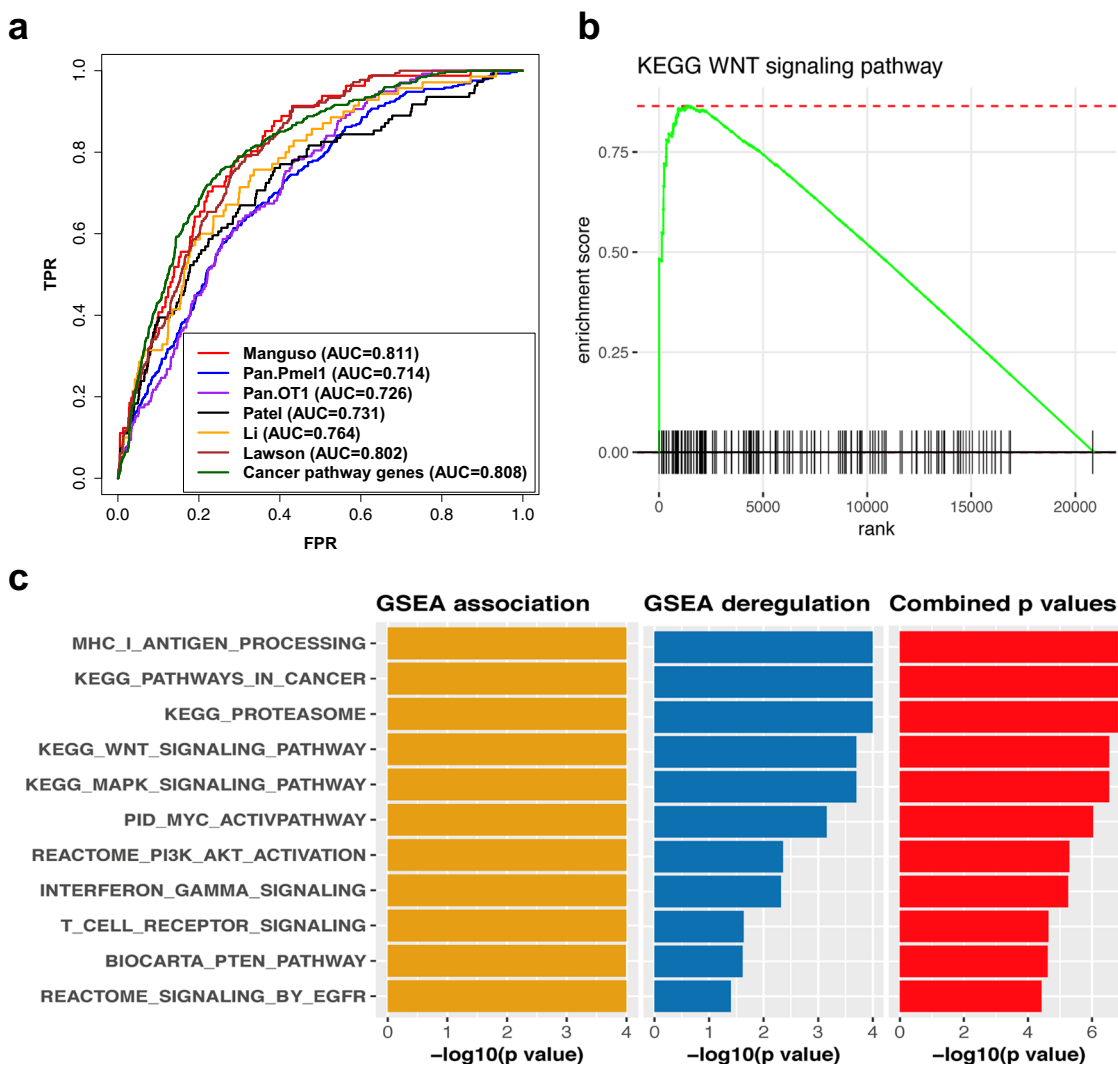 a
1.0
0.8
0.6
0.4
0.2
0.0
TPR
Manguso (AUC=0.811)
Pan.Pmel1 (AUC=0.714)
Pan.OT1 (AUC=0.726)
Patel (AUC=0.731)
Li (AUC=0.764)
Lawson (AUC=0.802)
Cancer pathway genes (AUC=0.808)
0.0 0.2 0.4 0.6 0.8 1.0
FPR
b
KEGG WNT signaling pathway
0.75
0.50
0.25
0.00
enrichment score
0 5000 10000 15000 20000
rank
c
GSEA association GSEA deregulation Combined p values
MHC_I_ANTIGEN_PROCESSING
KEGG_PATHWAYS_IN_CANCER
KEGG_PROTEASOME
KEGG_WNT_SIGNALING_PATHWAY
KEGG_MAPK_SIGNALING_PATHWAY
PID_MYC_ACTIVPATHWAY
REACTOME_PI3K_AKT_ACTIVATION
INTERFERON_GAMMA_SIGNALING
T_CELL_RECEPTOR_SIGNALING
BIOCARTA_PTEN_PATHWAY
REACTOME_SIGNALING_BY_EGFR
0 1 2 3 4 0 1 2 3 4 0 2 4 6
−log10(p value) −log10(p value) −log10(p value)